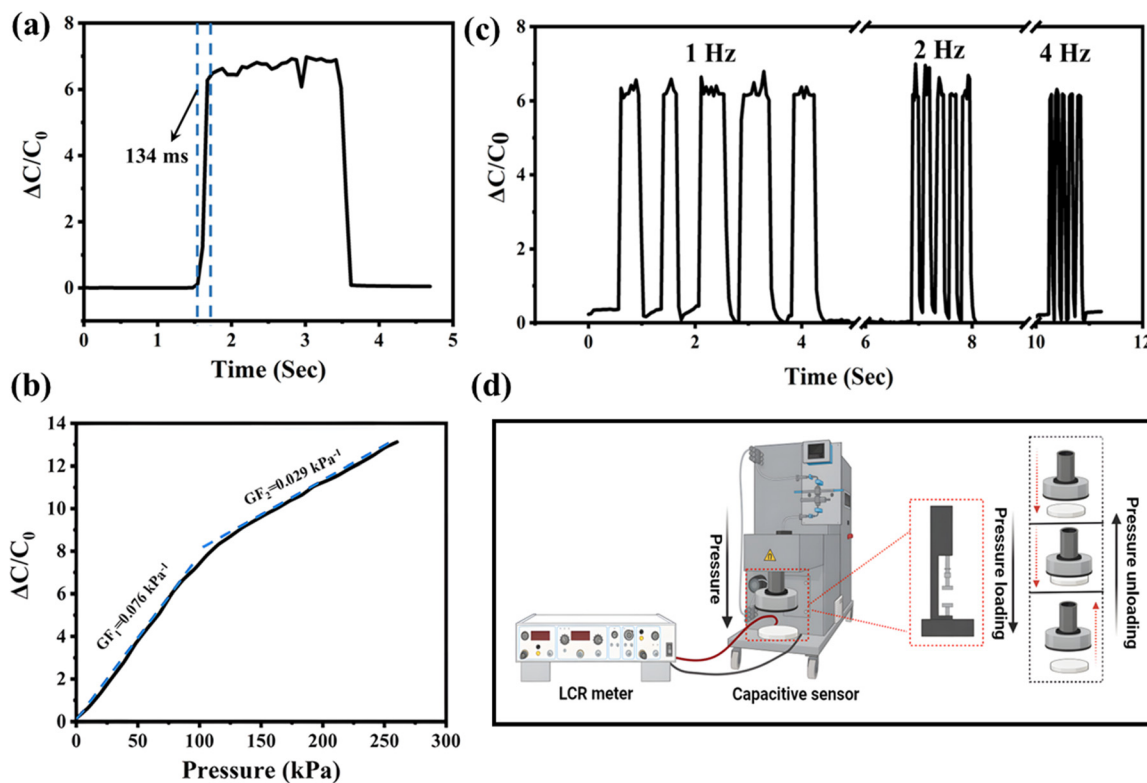 (a)
8
6
4
2
0
ΔC/C₀
134 ms
0 1 2 3 4 5
Time (Sec)
(c)
8
6
4
2
0
ΔC/C0
1 Hz
2 Hz
4 Hz
0 2 4 6 8 10 12
Time (Sec)
(b)
14
12
10
8
6
4
2
0
ΔC/C₀
GF₁=0.076 kPa⁻¹
GF₂=0.029 kPa⁻¹
0 50 100 150 200 250 300
Pressure (kPa)
(d)
Pressure
LCR meter
Capacitive sensor
Pressure loading
Pressure unloading